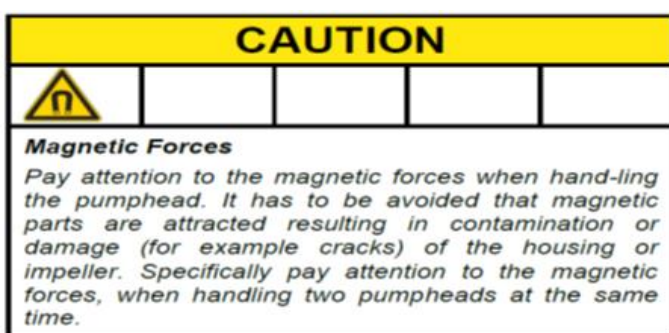 CAUTION
Magnetic Forces
Pay attention to the magnetic forces when hand-ling
the pumphead. It has to be avoided that magnetic
parts are attracted resulting in contamination or
damage (for example cracks) of the housing or
impeller. Specifically pay attention to the magnetic
forces, when handling two pumpheads at the same
time.